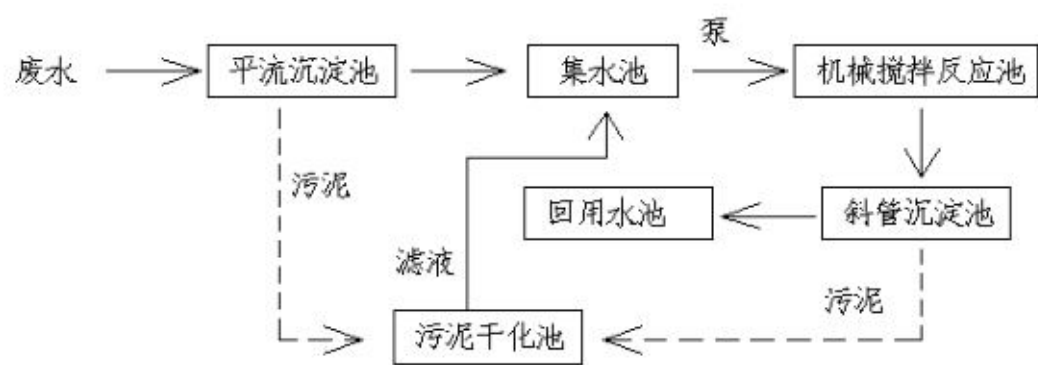 泵
废水
平流沉淀池
集水池
机械搅拌反应池
污泥
回用水池
斜管沉淀池
滤液
污泥
污泥干化池